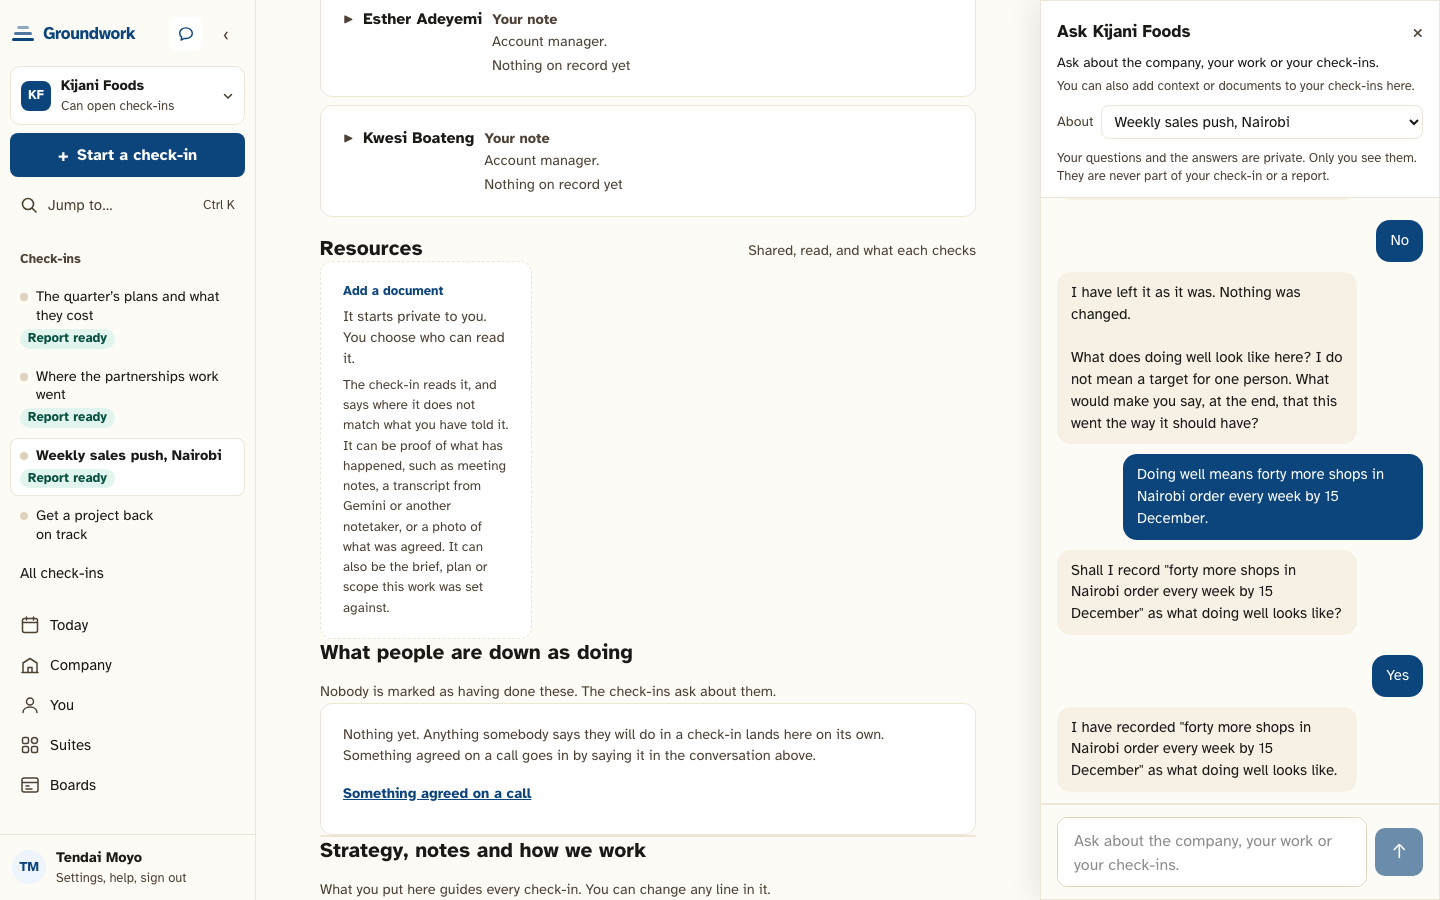 Groundwork
‹
KF
Kijani Foods
Can open check-ins
+ Start a check-in
Jump to...
Ctrl K
Check-ins
The quarter's plans and what
they cost
Report ready
Where the partnerships work
went
Report ready
Weekly sales push, Nairobi
Report ready
Get a project back
on track
All check-ins
Today
Company
You
Suites
Boards
TM
Tendai Moyo
Settings, help, sign out
► Esther Adeyemi
Your note
Account manager.
Nothing on record yet
► Kwesi Boateng
Your note
Account manager.
Nothing on record yet
Resources
Shared, read, and what each checks
Add a document
It starts private to you.
You choose who can read
it.
The check-in reads it, and
says where it does not
match what you have told it.
It can be proof of what has
happened, such as meeting
notes, a transcript from
Gemini or another
notetaker, or a photo of
what was agreed. It can
also be the brief, plan or
scope this work was set
against.
What people are down as doing
Nobody is marked as having done these. The check-ins ask about them.
Nothing yet. Anything somebody says they will do in a check-in lands here on its own.
Something agreed on a call goes in by saying it in the conversation above.
Something agreed on a call
Strategy, notes and how we work
What you put here guides every check-in. You can change any line in it.
Ask Kijani Foods
×
Ask about the company, your work or your check-ins.
You can also add context or documents to your check-ins here.
About
Weekly sales push, Nairobi
Your questions and the answers are private. Only you see them.
They are never part of your check-in or a report.
No
I have left it as it was. Nothing was
changed.
What does doing well look like here? I do
not mean a target for one person. What
would make you say, at the end, that this
went the way it should have?
Doing well means forty more shops in
Nairobi order every week by 15
December.
Shall I record "forty more shops in
Nairobi order every week by 15
December" as what doing well looks like?
Yes
I have recorded "forty more shops in
Nairobi order every week by 15
December" as what doing well looks like.
Ask about the company, your work or
your check-ins.